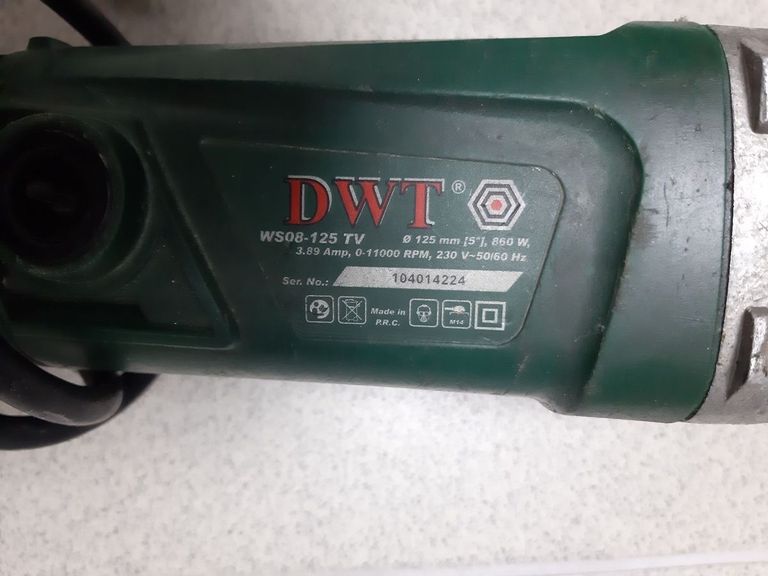 DWT®
WS08-125 TV Ø 125 mm [5"], 860 W,
3.89 Amp, 0-11000 RPM, 230 V~50/60 Hz
Ser. No.: 104014224
Made in
P.R.C.
M14